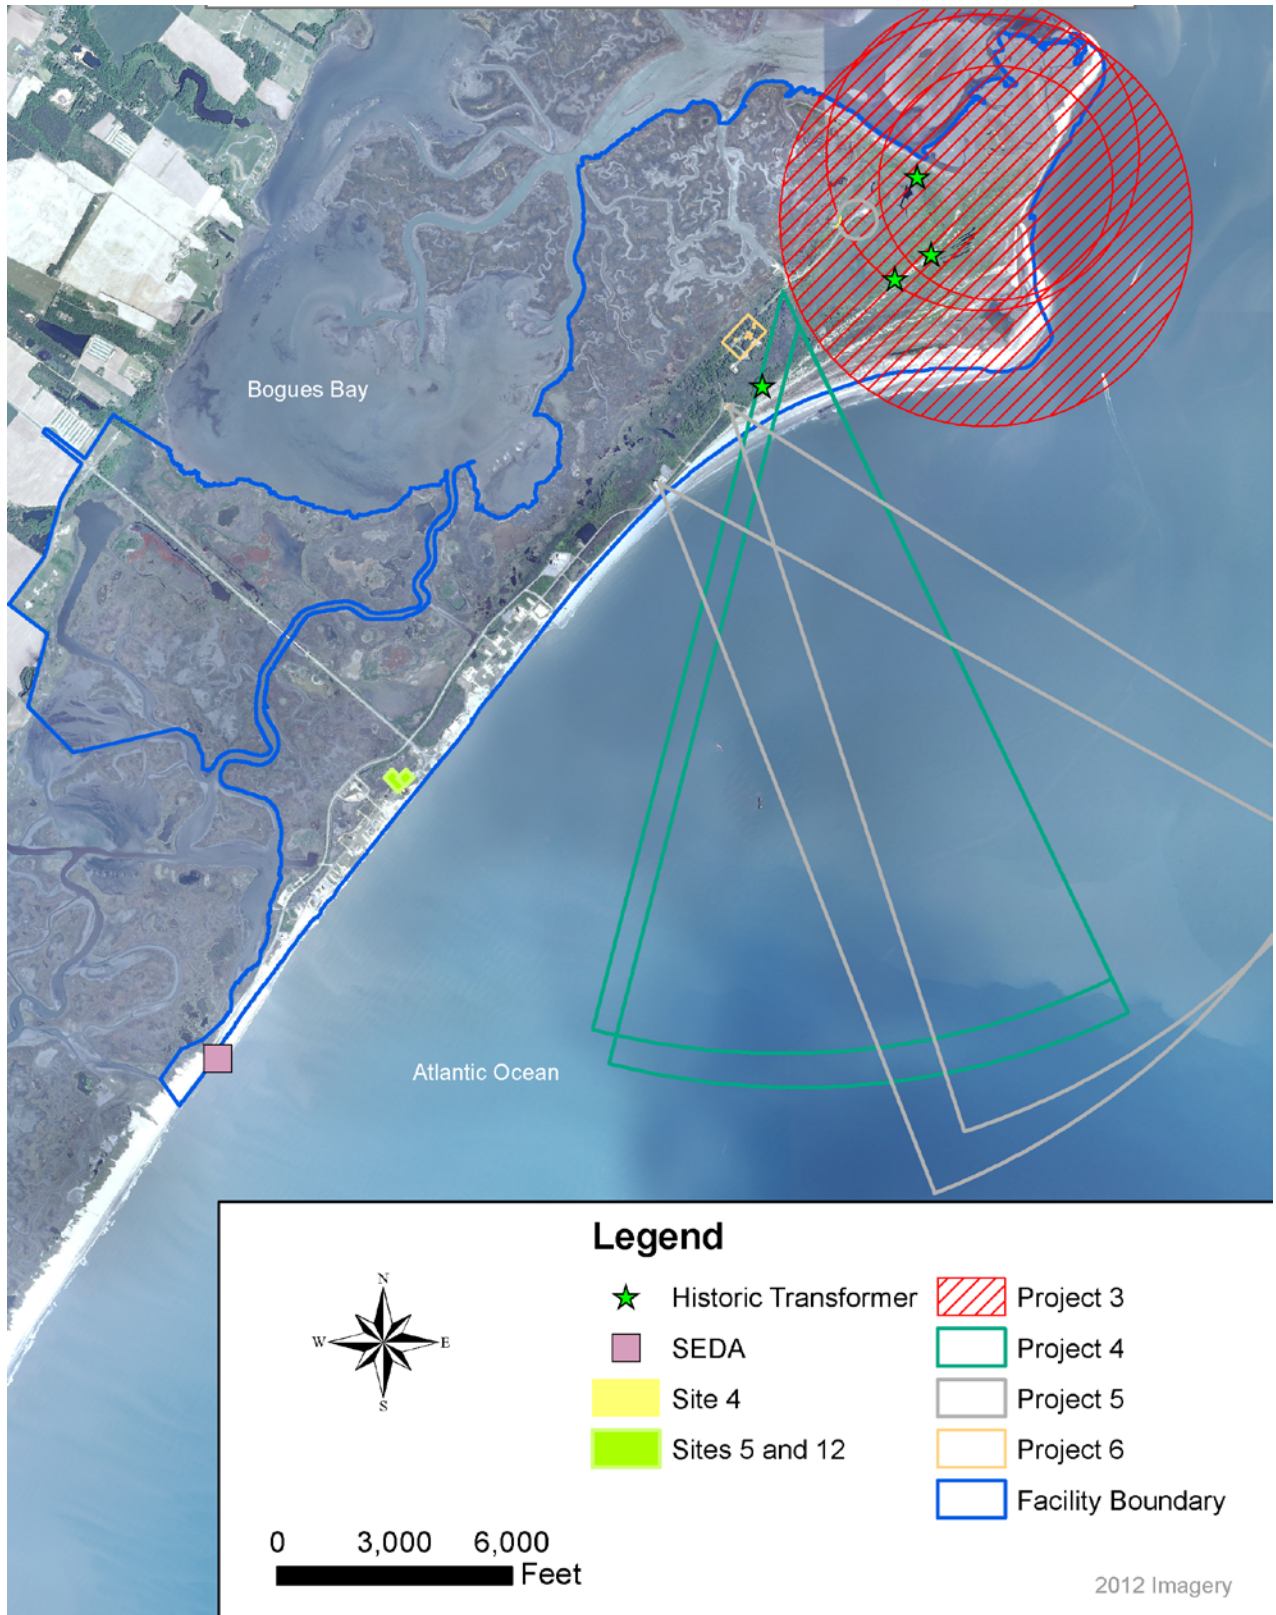 Bogues Bay
Atlantic Ocean
Legend
Historic Transformer
SEDA
Site 4
Sites 5 and 12
Project 3
Project 4
Project 5
Project 6
Facility Boundary
N
W E
S
0 3,000 6,000
Feet
2012 Imagery